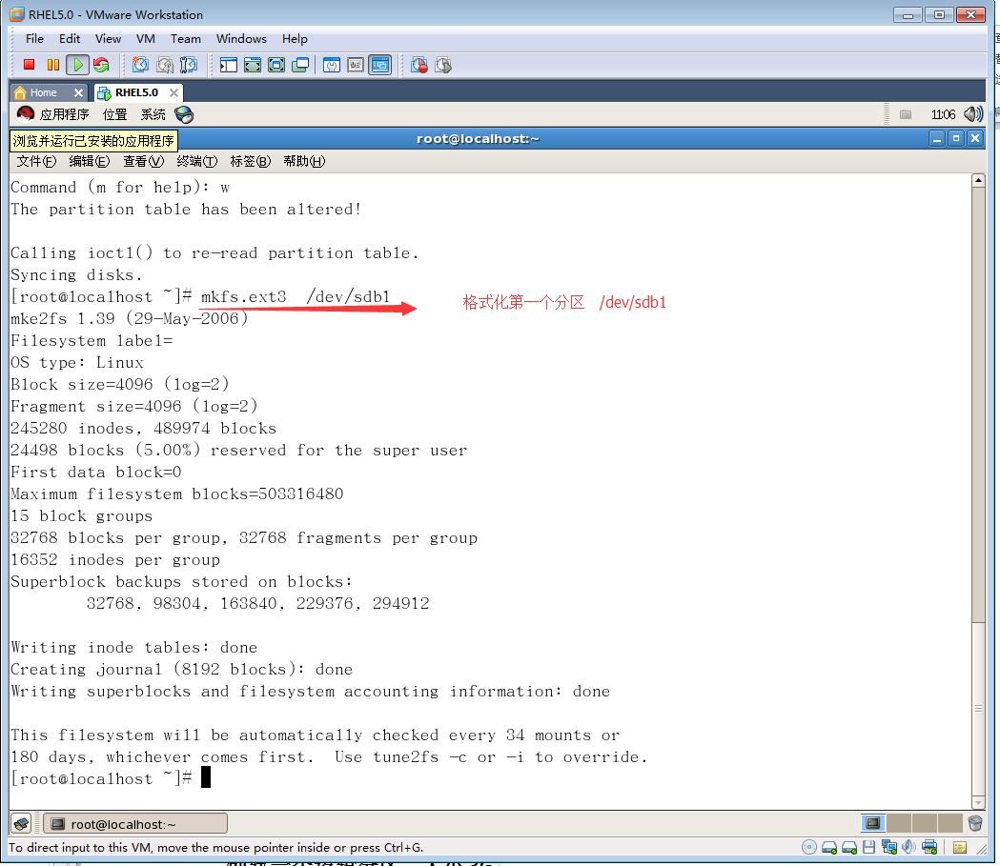 RHEL5.0 - VMware Workstation
File Edit View VM Team Windows Help
Home RHEL5.0
应用程序 位置 系统 11:06
浏览并运行已安装的应用程序 root@localhost:~
文件(F) 编辑(E) 查看(V) 终端(T) 标签(B) 帮助(H)
Command (m for help): w
The partition table has been altered!
Calling ioctl() to re-read partition table.
Syncing disks.
[root@localhost ~]# mkfs.ext3 /dev/sdb1 格式化第一个分区 /dev/sdb1
mke2fs 1.39 (29-May-2006)
Filesystem label=
OS type: Linux
Block size=4096 (log=2)
Fragment size=4096 (log=2)
245280 inodes, 489974 blocks
24498 blocks (5.00%) reserved for the super user
First data block=0
Maximum filesystem blocks=503316480
15 block groups
32768 blocks per group, 32768 fragments per group
16352 inodes per group
Superblock backups stored on blocks:
32768, 98304, 163840, 229376, 294912
Writing inode tables: done
Creating journal (8192 blocks): done
Writing superblocks and filesystem accounting information: done
This filesystem will be automatically checked every 34 mounts or
180 days, whichever comes first. Use tune2fs -c or -i to override.
[root@localhost ~]#
root@localhost:~
To direct input to this VM, move the mouse pointer inside or press Ctrl+G.